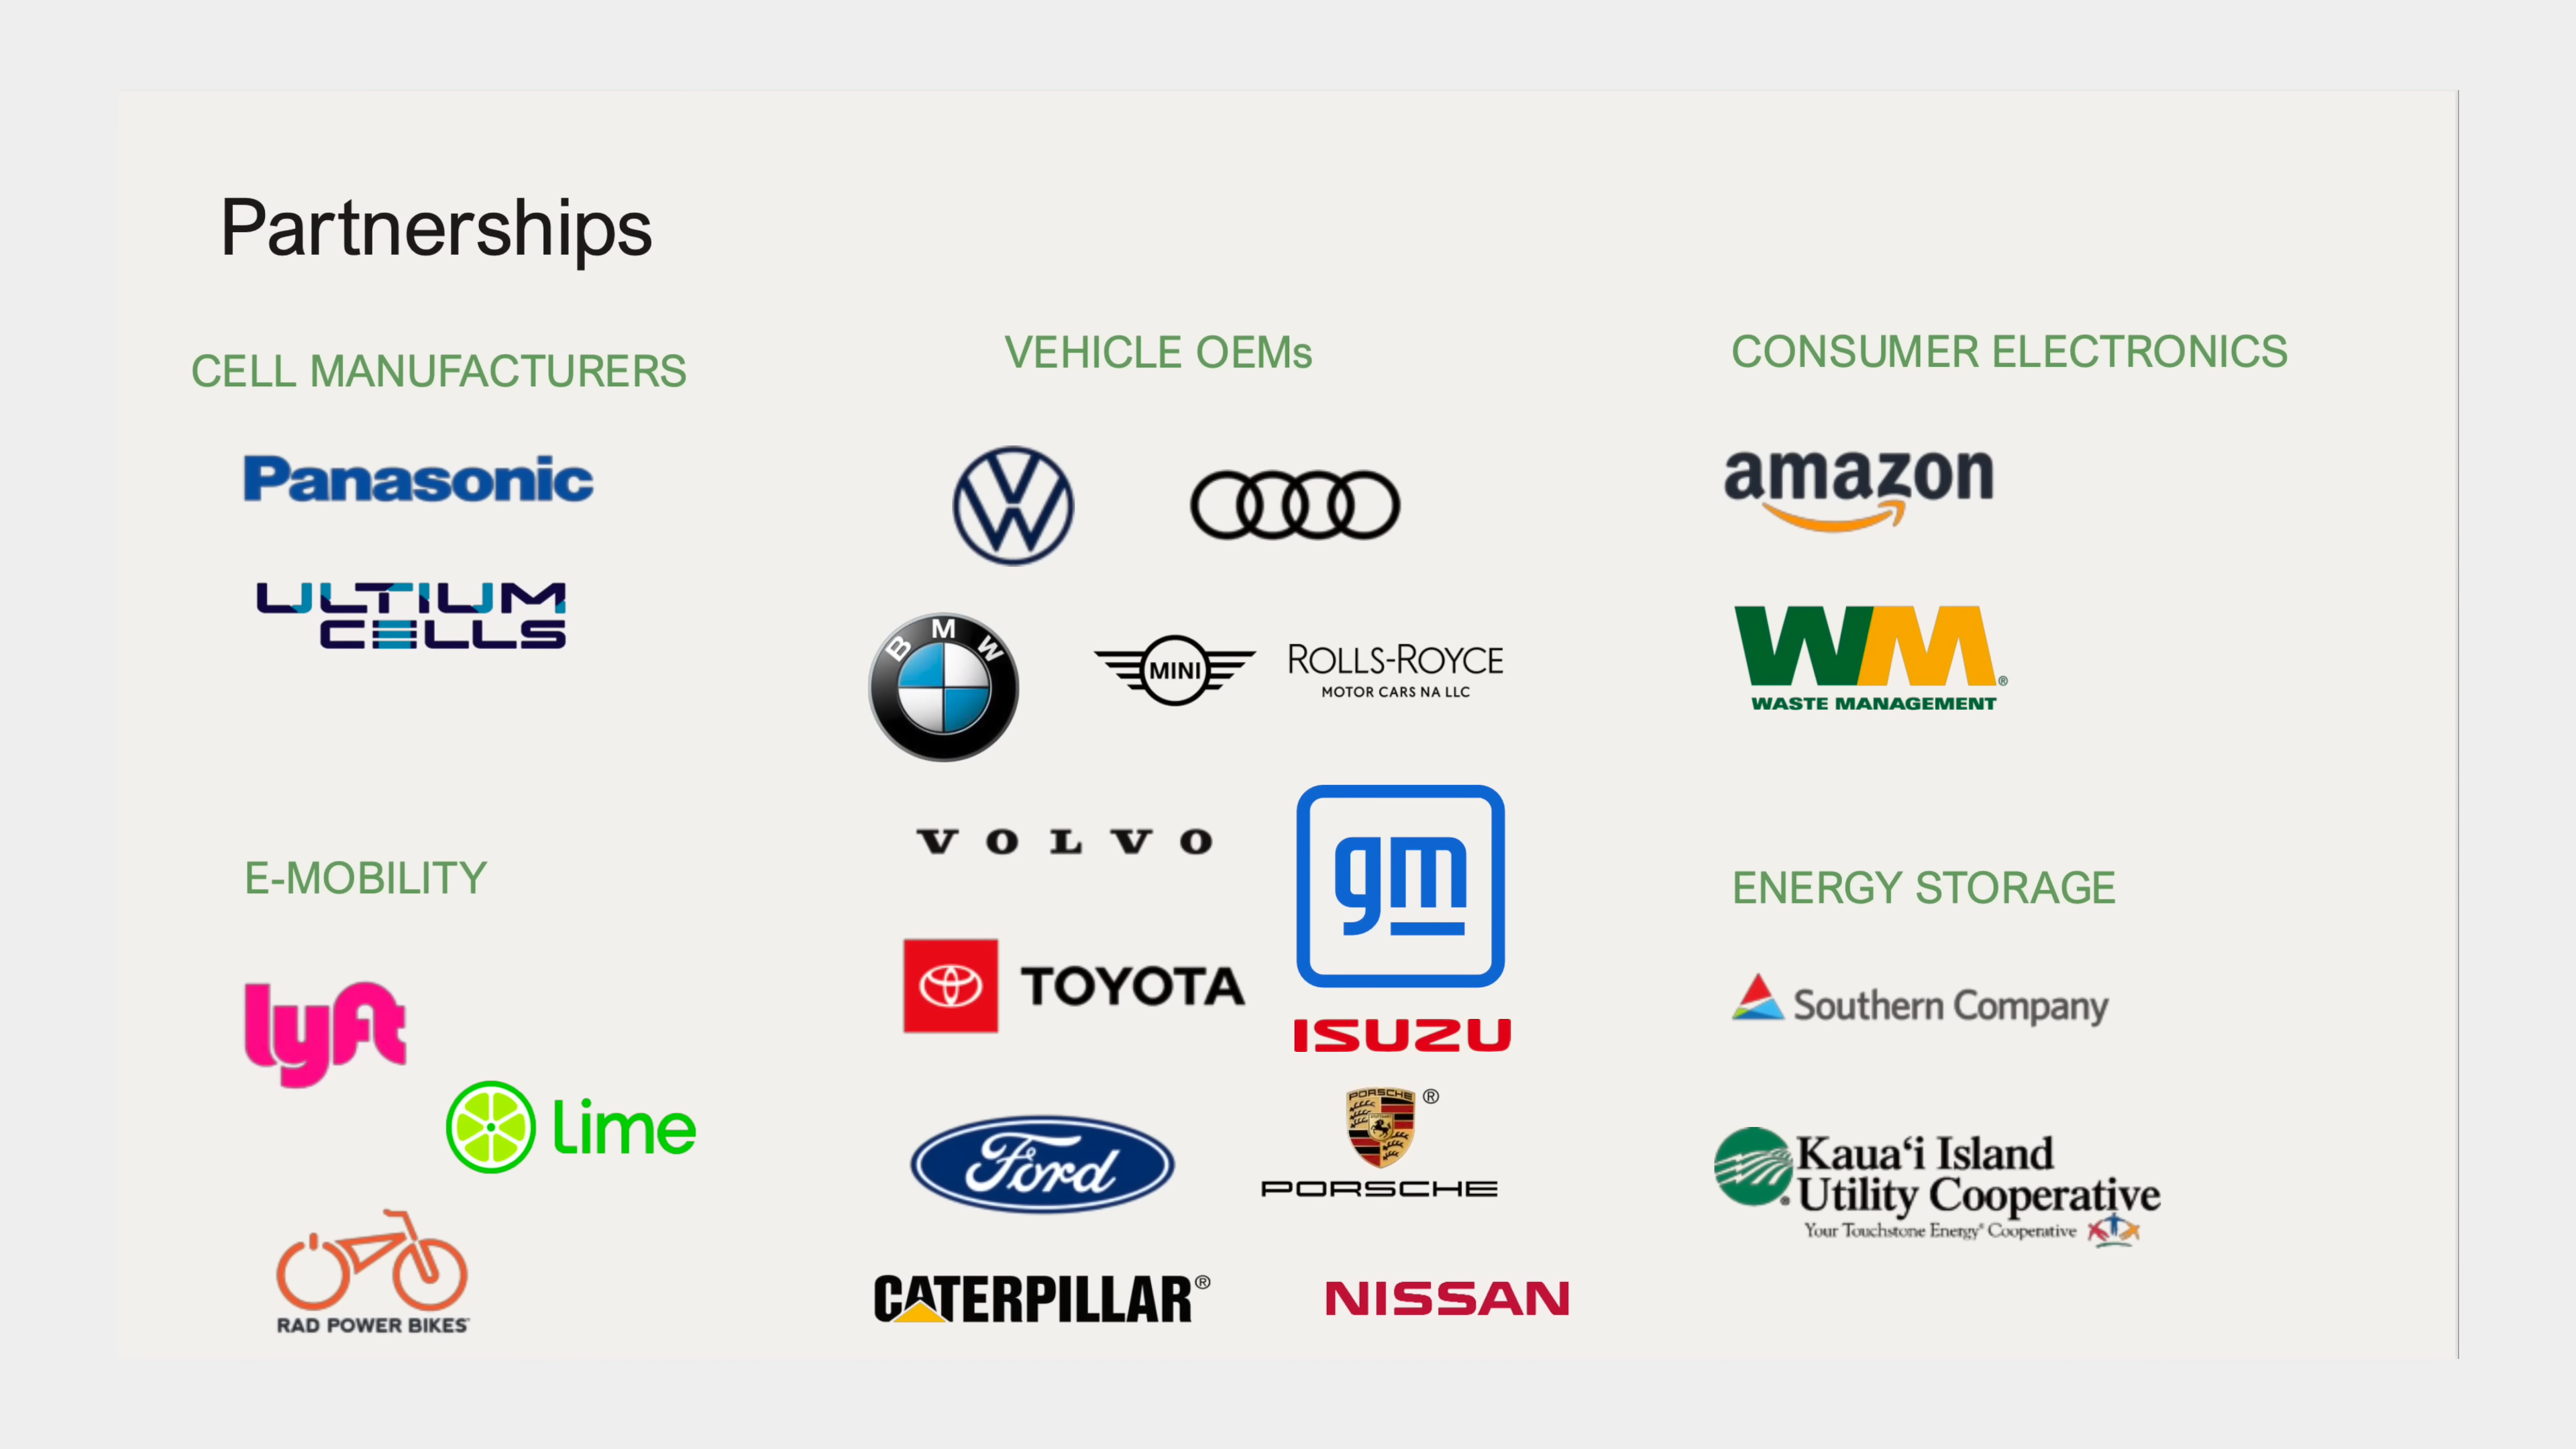 Partnerships
CELL MANUFACTURERS
Panasonic
ULTIUM
CELLS
E-MOBILITY
lyft
Lime
RAD POWER BIKES
VEHICLE OEMs
VW
BMW
MINI
ROLLS-ROYCE
MOTOR CARS NA LLC
VOLVO
gm
TOYOTA
ISUZU
Ford
PORSCHE ®
PORSCHE
CATERPILLAR®
NISSAN
CONSUMER ELECTRONICS
amazon
WM®
WASTE MANAGEMENT
ENERGY STORAGE
Southern Company
Kauaʻi Island
Utility Cooperative
Your Touchstone Energy® Cooperative